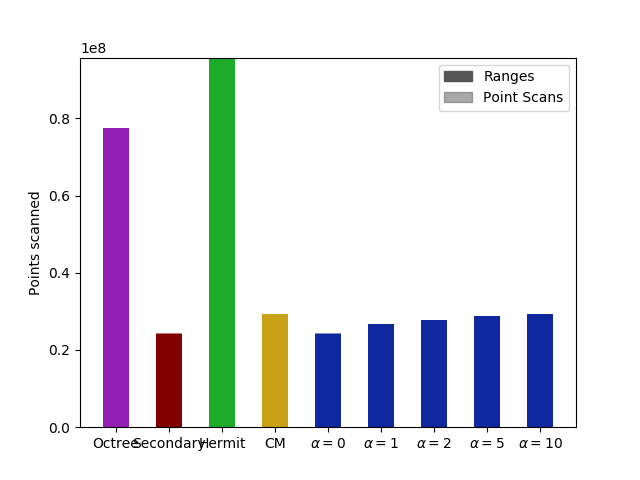 1e8
Ranges
Point Scans
Points scanned
0.8
0.6
0.4
0.2
0.0
Octree Secondary Hermit CM α = 0 α = 1 α = 2 α = 5 α = 10